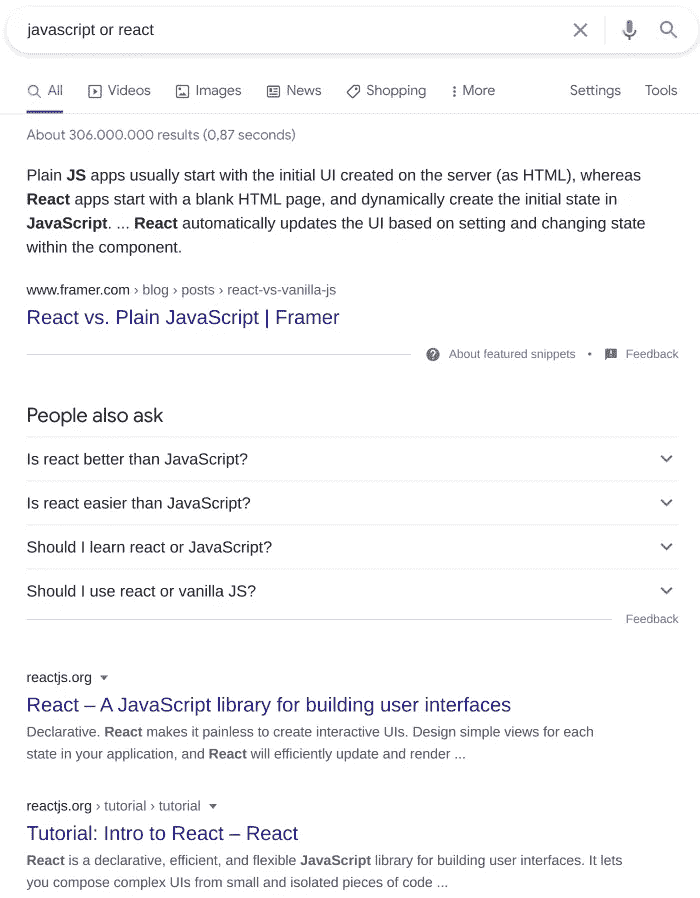 javascript or react
All Videos Images News Shopping More Settings Tools
About 306.000.000 results (0,87 seconds)
Plain JS apps usually start with the initial UI created on the server (as HTML), whereas
React apps start with a blank HTML page, and dynamically create the initial state in
JavaScript. ... React automatically updates the UI based on setting and changing state
within the component.
www.framer.com › blog › posts › react-vs-vanilla-js
React vs. Plain JavaScript | Framer
About featured snippets • Feedback
People also ask
Is react better than JavaScript?
Is react easier than JavaScript?
Should I learn react or JavaScript?
Should I use react or vanilla JS?
Feedback
reactjs.org
React – A JavaScript library for building user interfaces
Declarative. React makes it painless to create interactive UIs. Design simple views for each
state in your application, and React will efficiently update and render ...
reactjs.org › tutorial › tutorial
Tutorial: Intro to React – React
React is a declarative, efficient, and flexible JavaScript library for building user interfaces. It lets
you compose complex UIs from small and isolated pieces of code ...